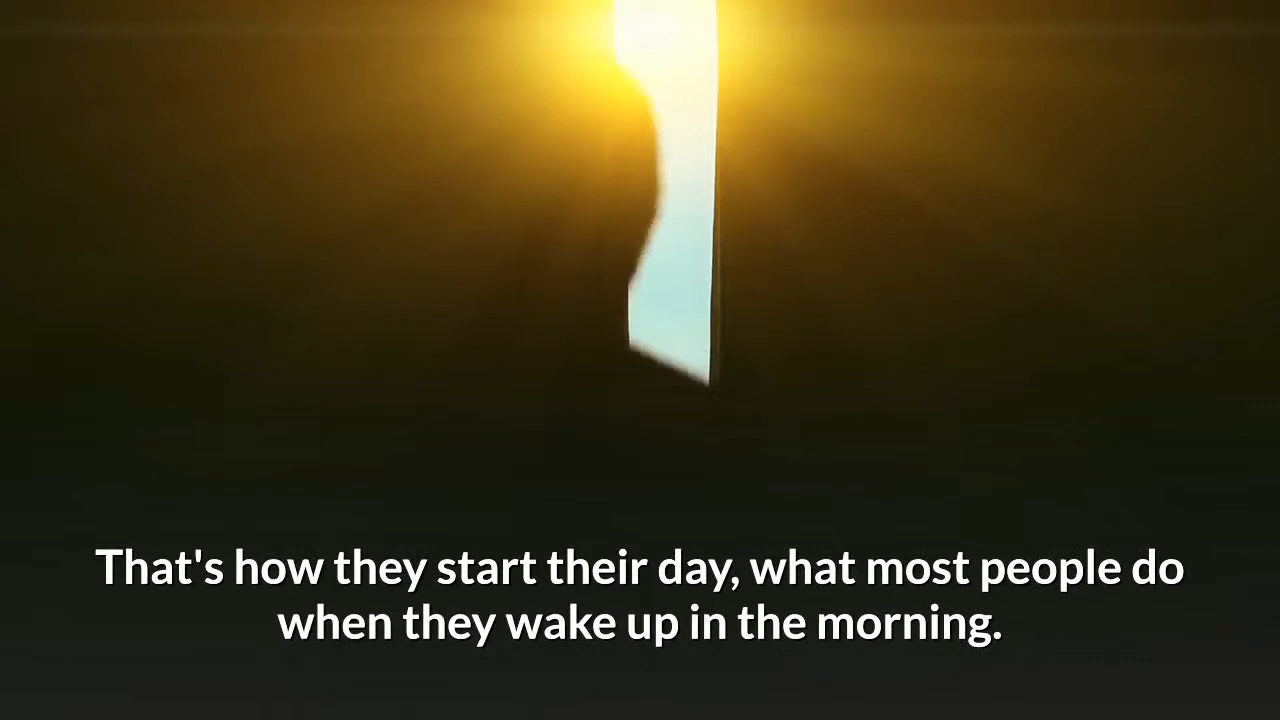 That's how they start their day, what most people do
when they wake up in the morning.